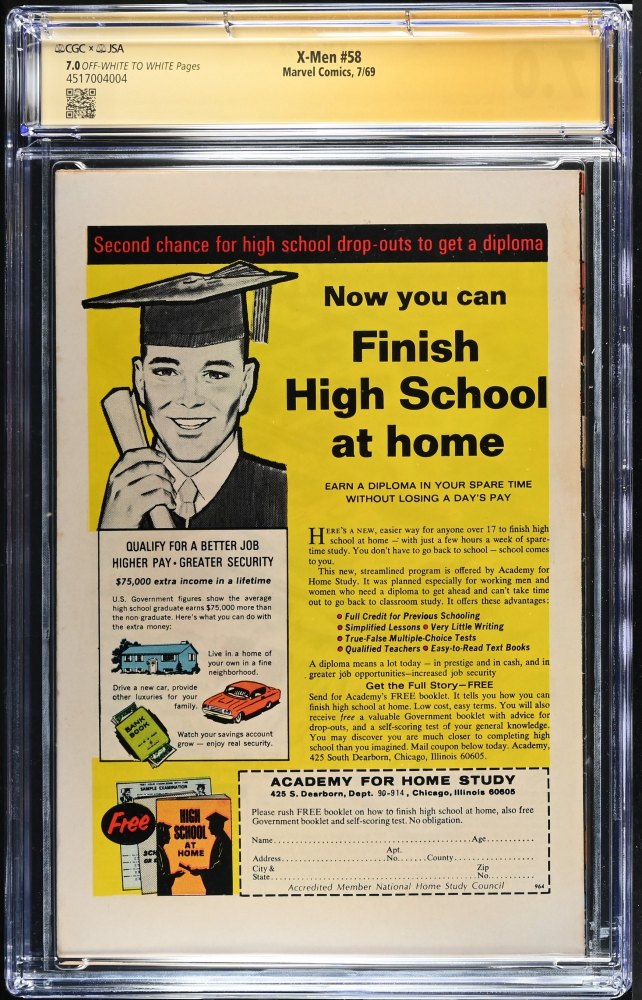 CGC x JSA
7.0 OFF-WHITE TO WHITE Pages
4517004004
X-Men #58
Marvel Comics, 7/69
Second chance for high school drop-outs to get a diploma
Now you can
Finish
High School
at home
EARN A DIPLOMA IN YOUR SPARE TIME
WITHOUT LOSING A DAY'S PAY
HERE'S A NEW, easier way for anyone over 17 to finish high
school at home — with just a few hours a week of spare-
time study. You don't have to go back to school — school comes
to you.
This new, streamlined program is offered by Academy for
Home Study. It was planned especially for working men and
women who need a diploma to get ahead and can't take time
out to go back to classroom study. It offers these advantages:
Full Credit for Previous Schooling
Simplified Lessons • Very Little Writing
True-False Multiple-Choice Tests
Qualified Teachers • Easy-to-Read Text Books
A diploma means a lot today — in prestige and in cash, and in
greater job opportunities—increased job security
Get the Full Story—FREE
Send for Academy's FREE booklet. It tells you how you can
finish high school at home. Low cost, easy terms. You will also
receive free a valuable Government booklet with advice for
drop-outs, and a self-scoring test of your general knowledge.
You may discover you are much closer to completing high
school than you imagined. Mail coupon below today. Academy,
425 South Dearborn, Chicago, Illinois 60605.
QUALIFY FOR A BETTER JOB
HIGHER PAY • GREATER SECURITY
$75,000 extra income in a lifetime
U.S. Government figures show the average
high school graduate earns $75,000 more than
the non-graduate. Here's what you can do with
the extra money:
Live in a home of
your own in a fine
neighborhood.
Drive a new car, provide
other luxuries for your
family.
BANK
BOOK
Watch your savings account
grow — enjoy real security.
SAMPLE EXAMINATION
Free
HIGH
SCHOOL
AT
HOME
ACADEMY FOR HOME STUDY
425 S. Dearborn, Dept. 90-914, Chicago, Illinois 60605
Please rush FREE booklet on how to finish high school at home, also free
Government booklet and self-scoring test. No obligation.
Name Age
Apt.
Address No. County
City & Zip
State No.
Accredited Member National Home Study Council 964